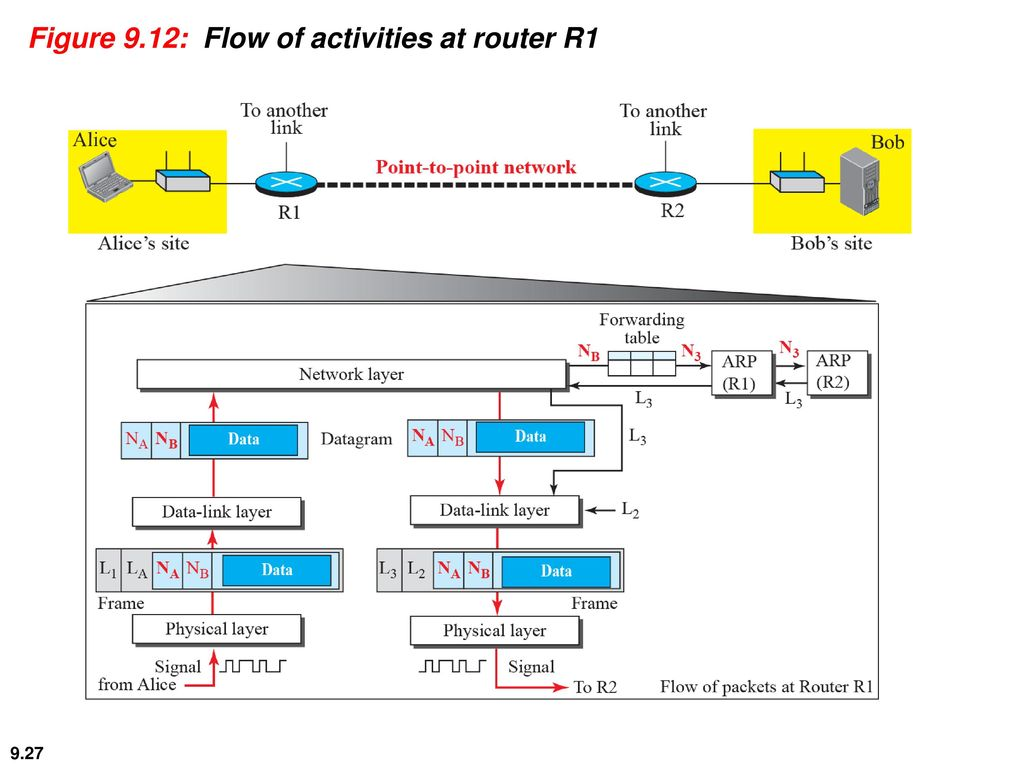 Figure 9.12: Flow of activities at router R1
To another
link
To another
link
Alice
Bob
Point-to-point network
R1
R2
Alice’s site
Bob’s site
Forwarding
table
NB
N3
ARP
(R1)
N3
ARP
(R2)
Network layer
L3
L3
NA NB Data
Datagram
NA NB Data
L3
Data-link layer
Data-link layer
L2
L1 LA NA NB Data
L3 L2 NA NB Data
Frame
Frame
Physical layer
Physical layer
Signal
from Alice
Signal
To R2
Flow of packets at Router R1
9.27